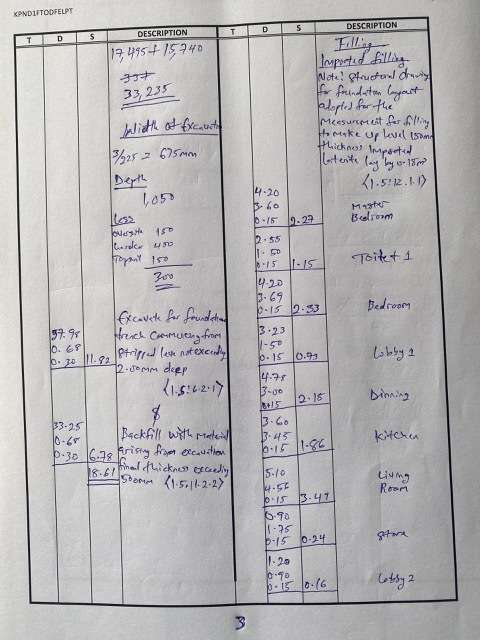 KPND1FTODFELPT
T D S DESCRIPTION
17,495 + 15,740
33,235
Width of Excavation
3/225 = 675mm
Depth
1,050
Less
oversite 150
hardcore 450
Topsoil 150
300
Excavate for foundation
57.98 trench commencing from
0.68 stripped level not exceeding
0.30 11.82 2.00mm deep
(1.5:6.2.1)
&
33.25
0.68 Backfill with material
0.30 6.78 arising from excavation
18.61 final thickness exceeding
500mm (1.5:11.2.2)
T D S DESCRIPTION
Filling
Imported filling
Note! Structural drawing
for foundation layout
adopted for the
measurement for filling
to make up level 150mm
thickness Imported
laterite lay by 0.15m
(1.5:12.1.1)
4.20
3.60 Master
0.15 2.27 Bedroom
2.55
1.50
0.15 1.15 Toilet 1
4.20
3.69
0.15 2.33 Bedroom
3.23
1.50
0.15 0.73 Lobby 1
4.78
3.00
0.15 2.15 Dinning
3.60
3.45
0.15 1.86 Kitchen
5.10
4.56 Living
0.15 3.47 Room
0.90
1.75
0.15 0.24 Store
1.20
0.90
0.15 0.16 Lobby 2
3